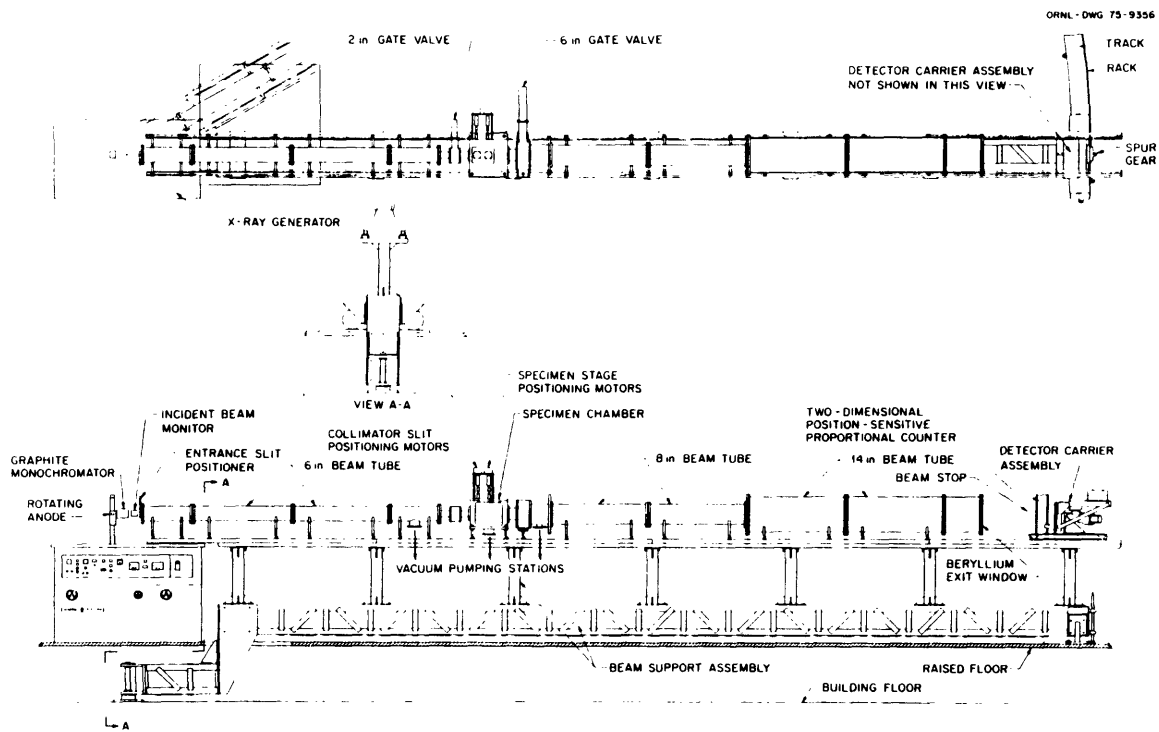 ORNL-DWG 75-9356
2 in GATE VALVE
6 in GATE VALVE
TRACK
RACK
DETECTOR CARRIER ASSEMBLY
NOT SHOWN IN THIS VIEW
SPUR
GEAR
X-RAY GENERATOR
VIEW A-A
SPECIMEN STAGE
POSITIONING MOTORS
SPECIMEN CHAMBER
INCIDENT BEAM
MONITOR
COLLIMATOR SLIT
POSITIONING MOTORS
TWO-DIMENSIONAL
POSITION-SENSITIVE
PROPORTIONAL COUNTER
GRAPHITE
MONOCHROMATOR
ENTRANCE SLIT
POSITIONER
6 in BEAM TUBE
8 in BEAM TUBE
14 in BEAM TUBE
DETECTOR CARRIER
ASSEMBLY
BEAM STOP
A
ROTATING
ANODE
VACUUM PUMPING STATIONS
BERYLLIUM
EXIT WINDOW
BEAM SUPPORT ASSEMBLY
RAISED FLOOR
BUILDING FLOOR
A